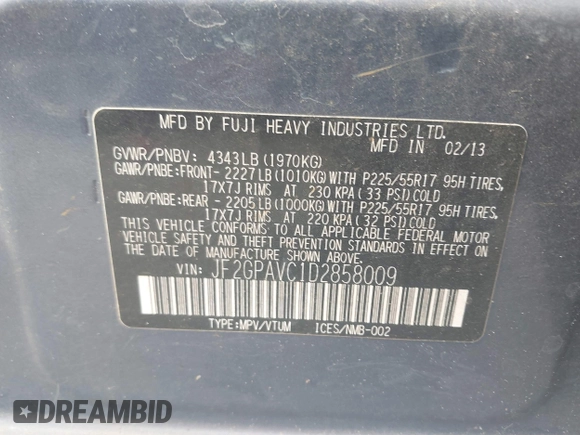 MFD BY FUJI HEAVY INDUSTRIES LTD.
MFD IN 02/13
GVWR/PNBV: 4343LB(1970KG)
GAWR/PNBE:FRONT- 2227LB(1010KG)WITH P225/55R17 95H TIRES,
17X7J RIMS AT 230 KPA(33 PSI)COLD
GAWR/PNBE:REAR - 2205LB(1000KG)WITH P225/55R17 95H TIRES,
17X7J RIMS AT 220 KPA(32 PSI)COLD
THIS VEHICLE CONFORMS TO ALL APPLICABLE FEDERAL MOTOR
VEHICLE SAFETY AND THEFT PREVENTION STANDARDS IN EFFECT ON
THE DATE OF MANUFACTURE SHOWN ABOVE.
VIN: JF2GPAVC1D2858009
TYPE:MPV/VTUM ICES/NMB-002
DREAMBID